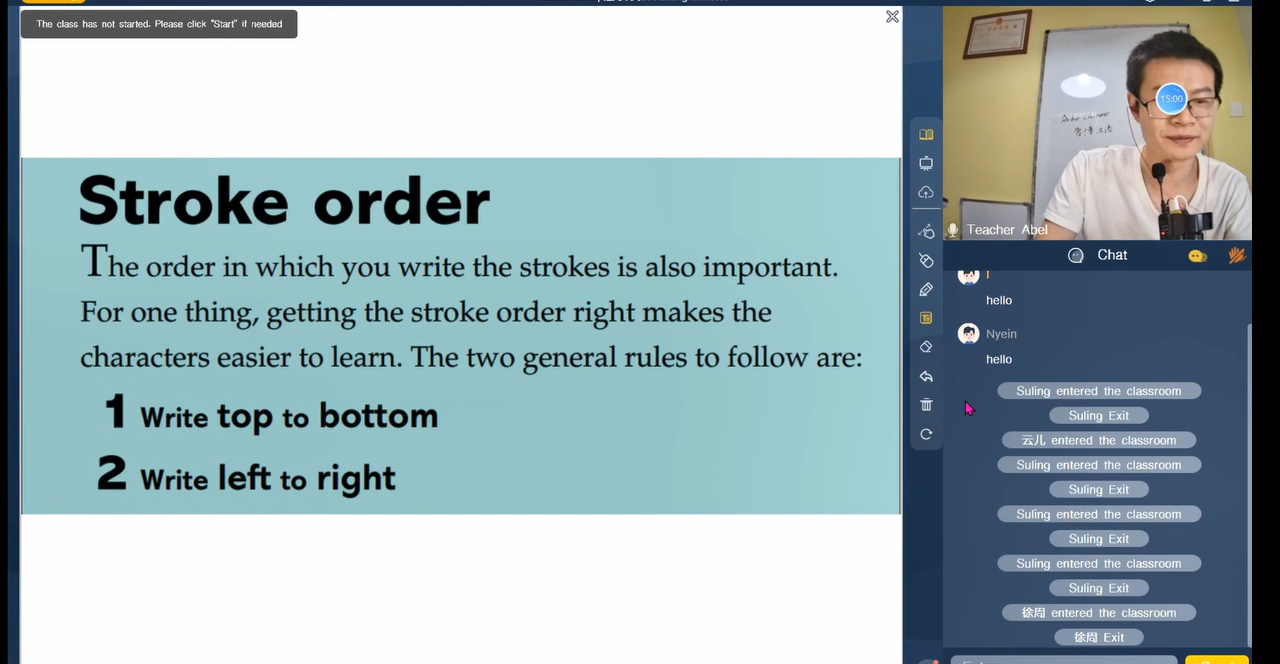 The class has not started. Please click "Start" if needed
Stroke order
The order in which you write the strokes is also important.
For one thing, getting the stroke order right makes the
characters easier to learn. The two general rules to follow are:
1 Write top to bottom
2 Write left to right
15:00
Teacher Abel
Chat
hello
Nyein
hello
Suling entered the classroom
Suling Exit
云儿 entered the classroom
Suling entered the classroom
Suling Exit
Suling entered the classroom
Suling Exit
Suling entered the classroom
Suling Exit
徐周 entered the classroom
徐周 Exit